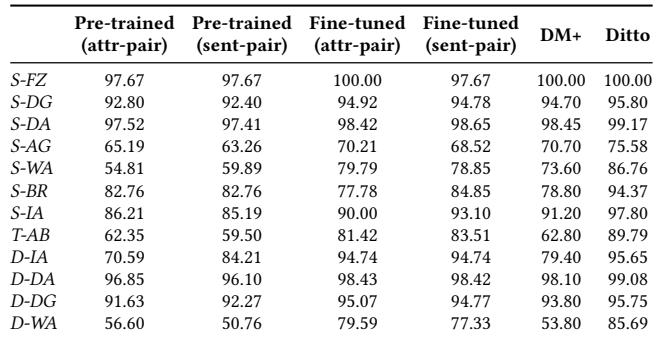 Pre-trained (attr-pair) Pre-trained (sent-pair) Fine-tuned (attr-pair) Fine-tuned (sent-pair) DM+ Ditto
S-FZ 97.67 97.67 100.00 97.67 100.00 100.00
S-DG 92.80 92.40 94.92 94.78 94.70 95.80
S-DA 97.52 97.41 98.42 98.65 98.45 99.17
S-AG 65.19 63.26 70.21 68.52 70.70 75.58
S-WA 54.81 59.89 79.79 78.85 73.60 86.76
S-BR 82.76 82.76 77.78 84.85 78.80 94.37
S-IA 86.21 85.19 90.00 93.10 91.20 97.80
T-AB 62.35 59.50 81.42 83.51 62.80 89.79
D-IA 70.59 84.21 94.74 94.74 79.40 95.65
D-DA 96.85 96.10 98.43 98.42 98.10 99.08
D-DG 91.63 92.27 95.07 94.77 93.80 95.75
D-WA 56.60 50.76 79.59 77.33 53.80 85.69